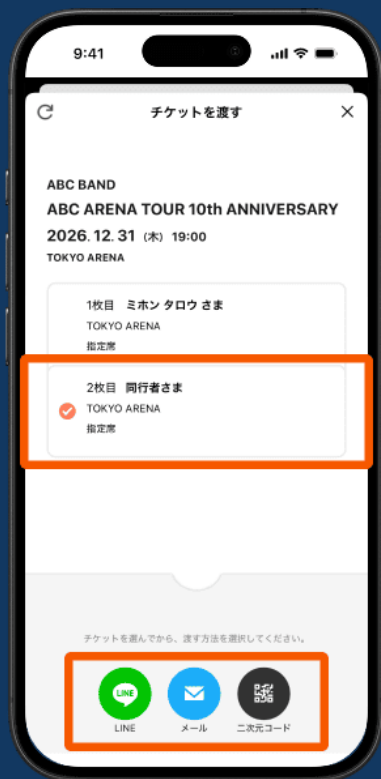 9:41
チケットを渡す
ABC BAND
ABC ARENA TOUR 10th ANNIVERSARY
2026.12.31 (木) 19:00
TOKYO ARENA
1枚目 ミホン タロウ さま
TOKYO ARENA
指定席
2枚目 同行者さま
TOKYO ARENA
指定席
チケットを選んでから、渡す方法を選択してください。
LINE
LINE メール 二次元コード